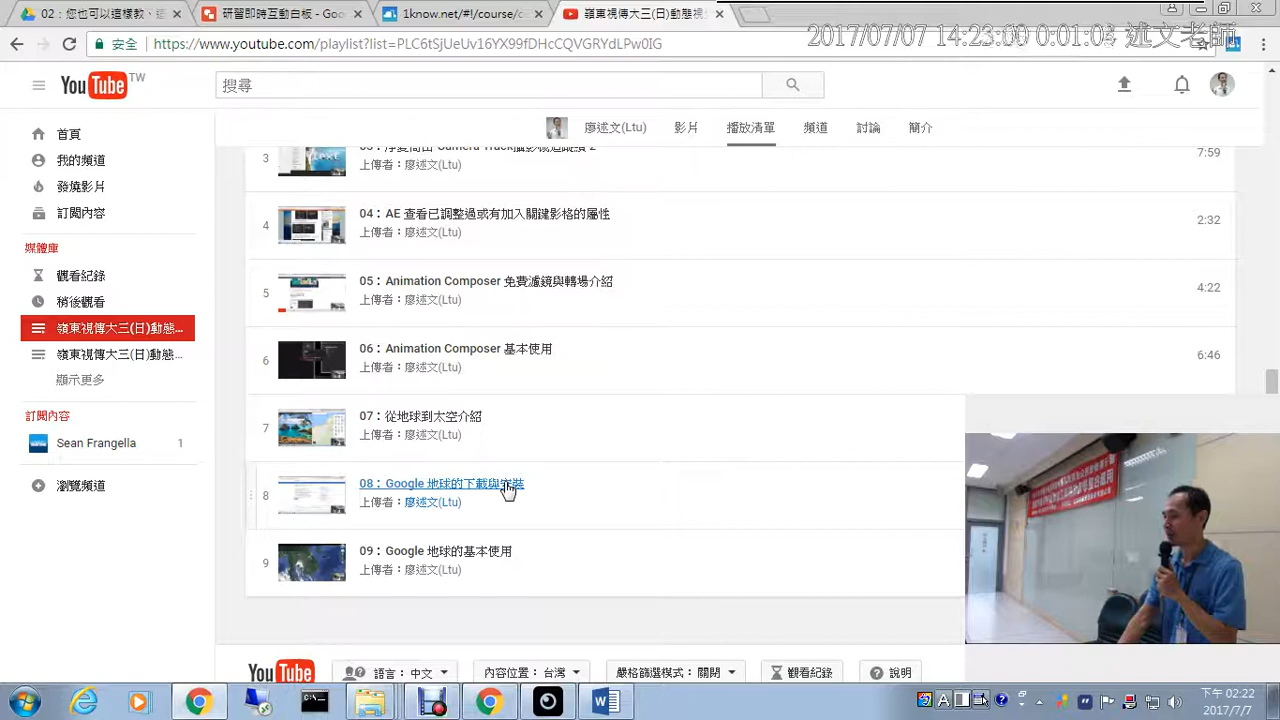 02：您也可以這樣教、
研習即時互動白板 - Goo
1know.net/#/course/
嶺東視傳大三(日)動態視
安全 https://www.youtube.com/playlist?list=PLC6tSjUeUv16YX99fDHcCQVGRYdLPw0IG
2017/07/07 14:23:00 0:01:03 述文老師
YouTube TW
搜尋
廖述文(Ltu) 影片 播放清單 頻道 討論 簡介
首頁
我的頻道
發燒影片
訂閱內容
媒體庫
觀看紀錄
稍後觀看
嶺東視傳大三(日)動態...
嶺東視傳大三(日)動態...
顯示更多
訂閱內容
Sean Frangella 1
瀏覽頻道
3
上傳者：廖述文(Ltu)
7:59
4
04：AE 查看已調整過或有加入關鍵影格的屬性
上傳者：廖述文(Ltu)
2:32
5
05：Animation Composer 免費濾鏡與轉場介紹
上傳者：廖述文(Ltu)
4:22
6
06：Animation Composer 基本使用
上傳者：廖述文(Ltu)
6:46
7
07：從地球到太空介紹
上傳者：廖述文(Ltu)
8
08：Google 地球的下載與安裝
上傳者：廖述文(Ltu)
9
09：Google 地球的基本使用
上傳者：廖述文(Ltu)
YouTube 語言：中文 內容位置：台灣 嚴格篩選模式：關閉 觀看紀錄 說明
下午 02:22
2017/7/7